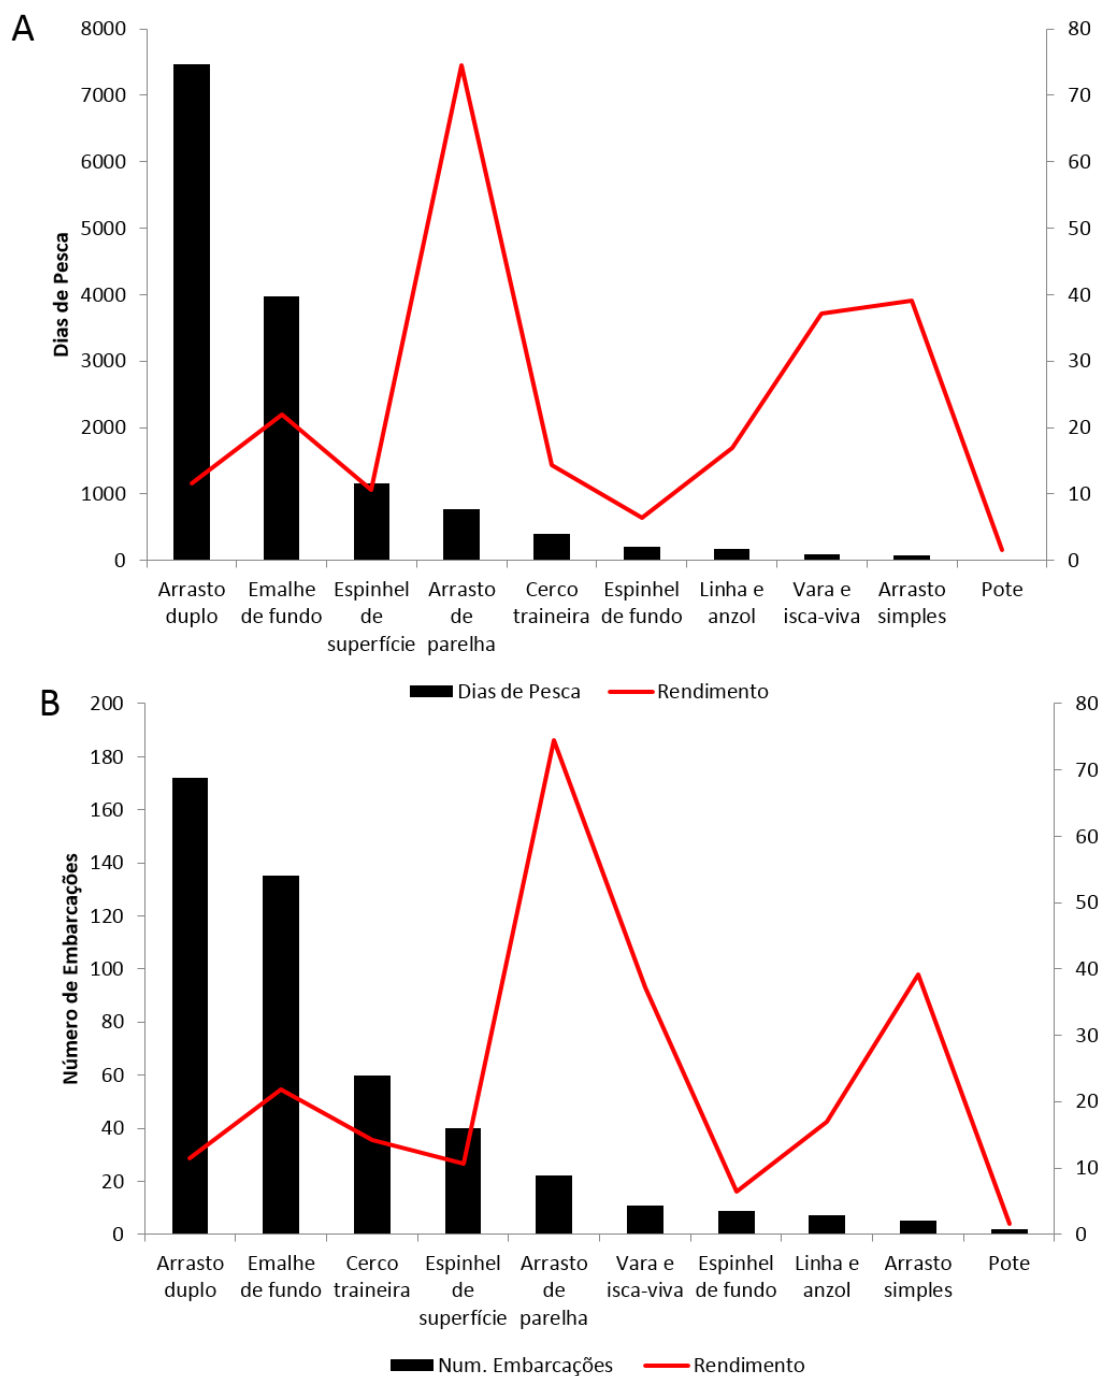 A
8000
7000
6000
5000
4000
3000
2000
1000
0
Dias de Pesca
80
70
60
50
40
30
20
10
0
Arrasto duplo
Emalhe de fundo
Espinhel de superfície
Arrasto de parelha
Cerco traineira
Espinhel de fundo
Linha e anzol
Vara e isca-viva
Arrasto simples
Pote
Dias de Pesca
Rendimento
B
200
180
160
140
120
100
80
60
40
20
0
Número de Embarcações
80
70
60
50
40
30
20
10
0
Arrasto duplo
Emalhe de fundo
Cerco traineira
Espinhel de superfície
Arrasto de parelha
Vara e isca-viva
Espinhel de fundo
Linha e anzol
Arrasto simples
Pote
Num. Embarcações
Rendimento